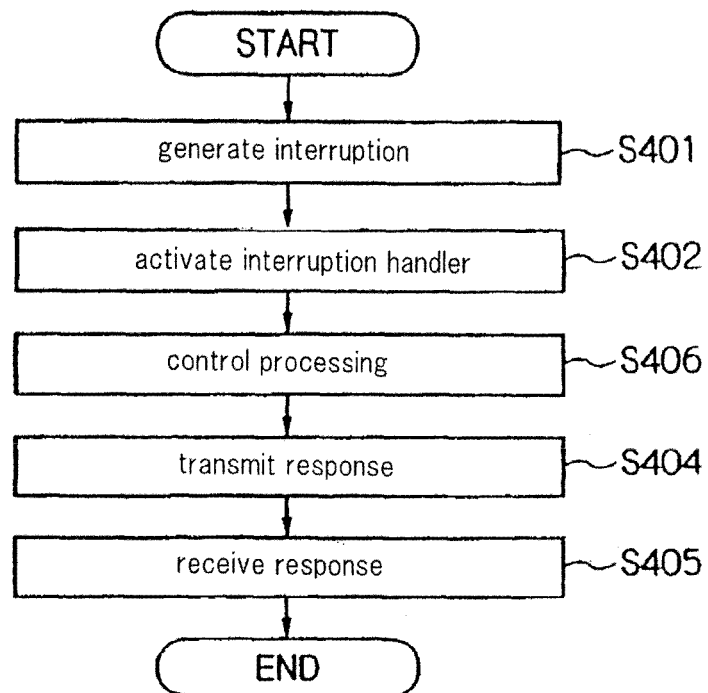 START
generate interruption
S401
activate interruption handler
S402
control processing
S406
transmit response
S404
receive response
S405
END